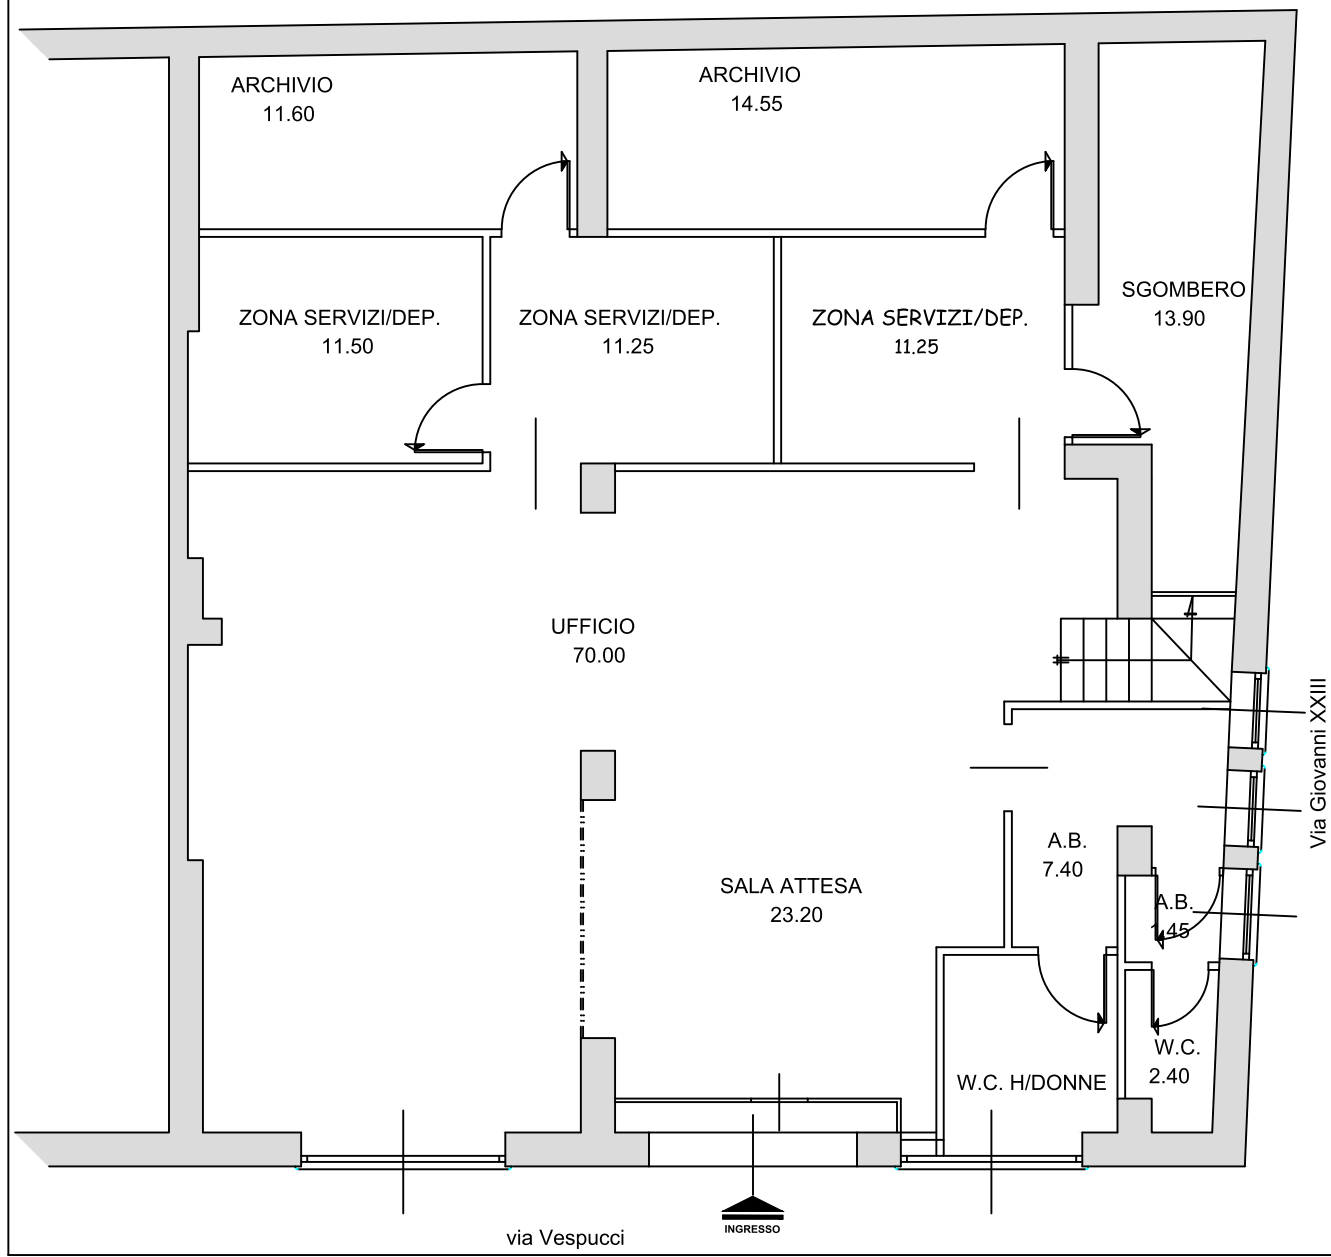 ARCHIVIO
11.60
ARCHIVIO
14.55
SGOMBERO
13.90
ZONA SERVIZI/DEP.
11.50
ZONA SERVIZI/DEP.
11.25
ZONA SERVIZI/DEP.
11.25
UFFICIO
70.00
Via Giovanni XXIII
A.B.
7.40
SALA ATTESA
23.20
A.B.
1.45
W.C.
2.40
W.C. H/DONNE
INGRESSO
via Vespucci